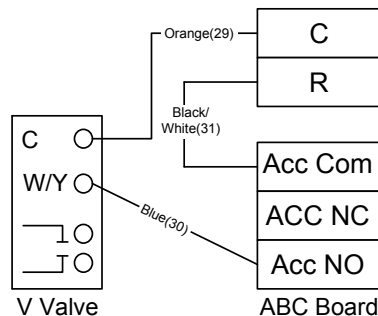 Orange(29)
C
R
Black/
White(31)
C
W/Y
Acc Com
ACC NC
Blue(30)
Acc NO
V Valve
ABC Board